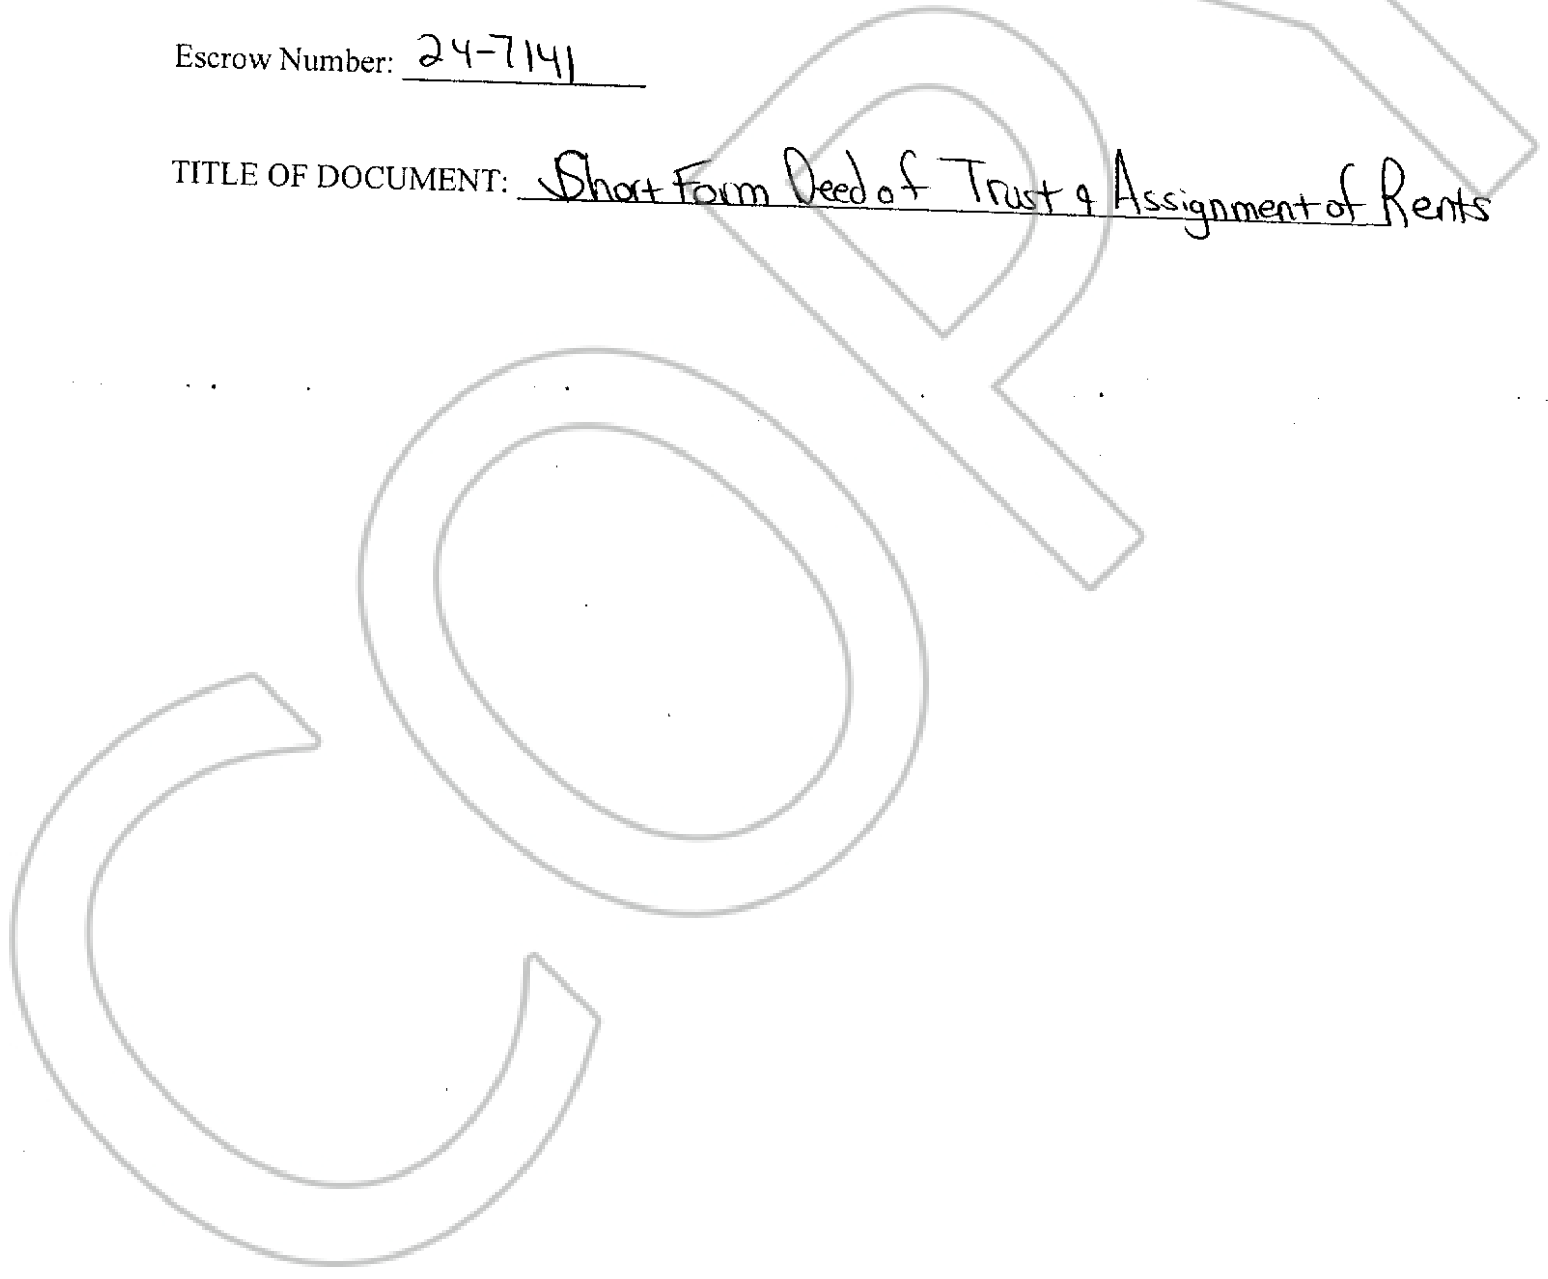 Escrow Number: 24-7141
TITLE OF DOCUMENT: Short Form Deed of Trust & Assignment of Rents
COPY